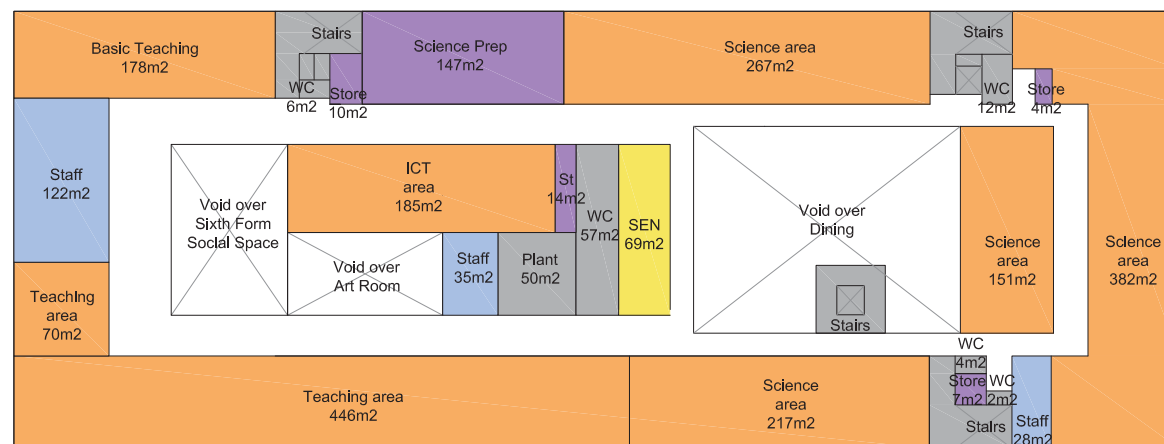 Basic Teaching
178m2
Stairs
WC
6m2
Store
10m2
Science Prep
147m2
Science area
267m2
Stairs
WC
12m2
Store
4m2
Staff
122m2
Void over
Sixth Form
Social Space
ICT
area
185m2
St
14m2
WC
57m2
SEN
69m2
Void over
Art Room
Staff
35m2
Plant
50m2
Void over
Dining
Stairs
Science
area
151m2
Science
area
382m2
Teaching
area
70m2
Teaching area
446m2
Science
area
217m2
WC
4m2
Store
7m2
WC
2m2
Stairs
Staff
28m2